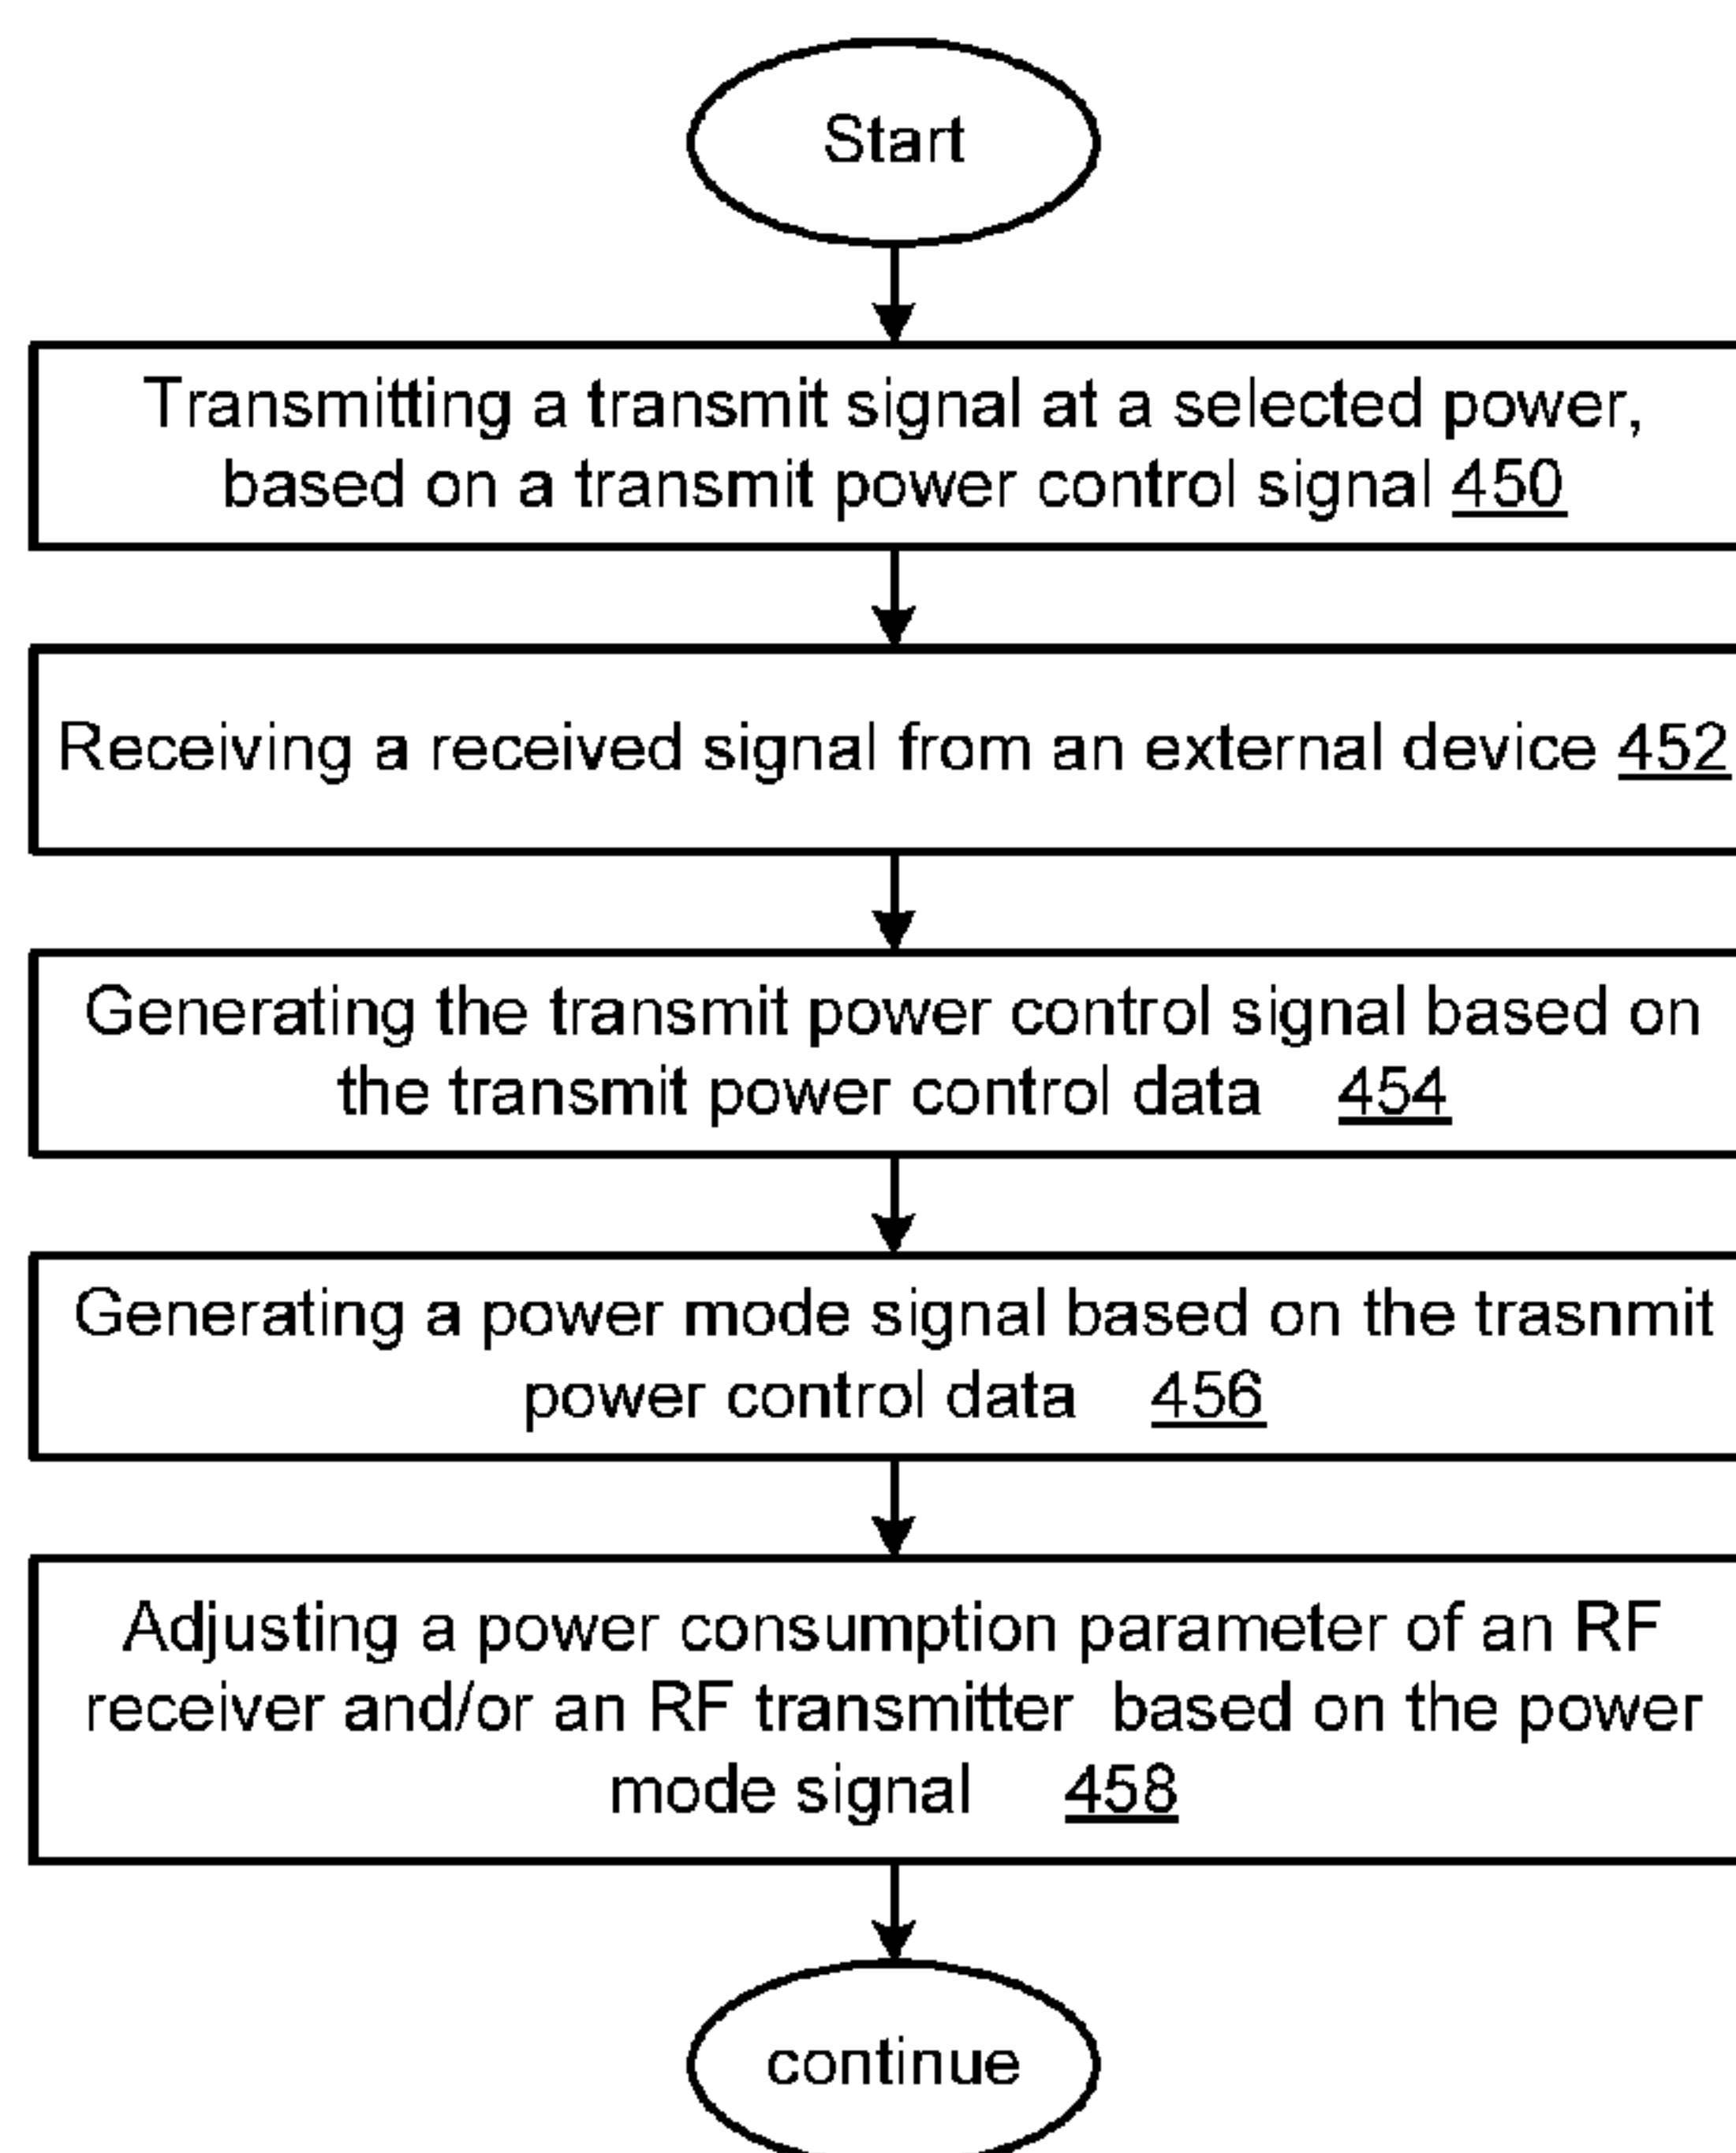 Start
Transmitting a transmit signal at a selected power,
based on a transmit power control signal 450
Receiving a received signal from an external device 452
Generating the transmit power control signal based on
the transmit power control data 454
Generating a power mode signal based on the trasnmit
power control data 456
Adjusting a power consumption parameter of an RF
receiver and/or an RF transmitter based on the power
mode signal 458
continue